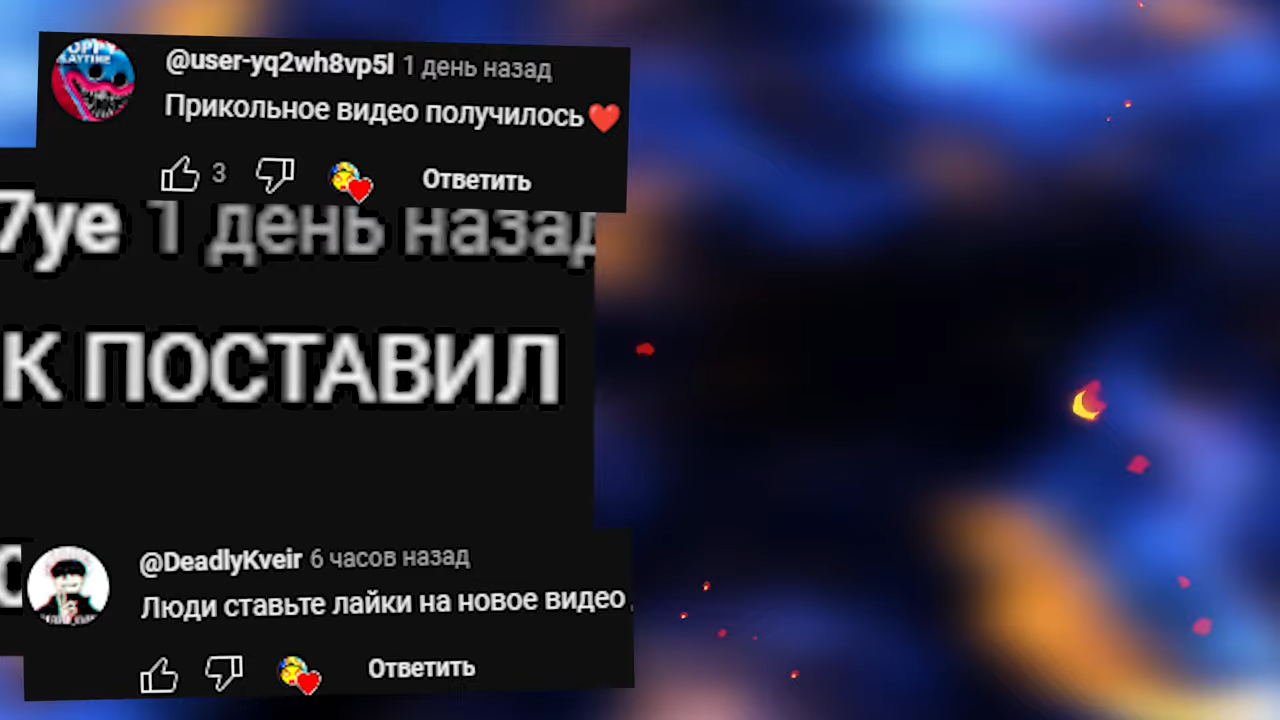 @user-yq2wh8vp5l 1 день назад
Прикольное видео получилось❤️
3 Ответить
7ye 1 день назад
К ПОСТАВИЛ
@DeadlyKveir 6 часов назад
Люди ставьте лайки на новое видео
Ответить